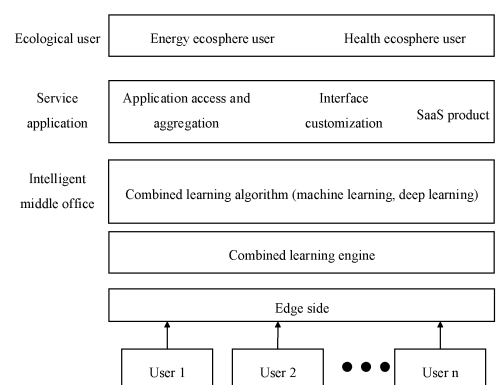 Ecological user
Energy ecosphere user
Health ecosphere user
Service
application
Application access and
aggregation
Interface
customization
SaaS product
Intelligent
middle office
Combined learning algorithm (machine learning, deep learning)
Combined learning engine
Edge side
User 1
User 2
User n